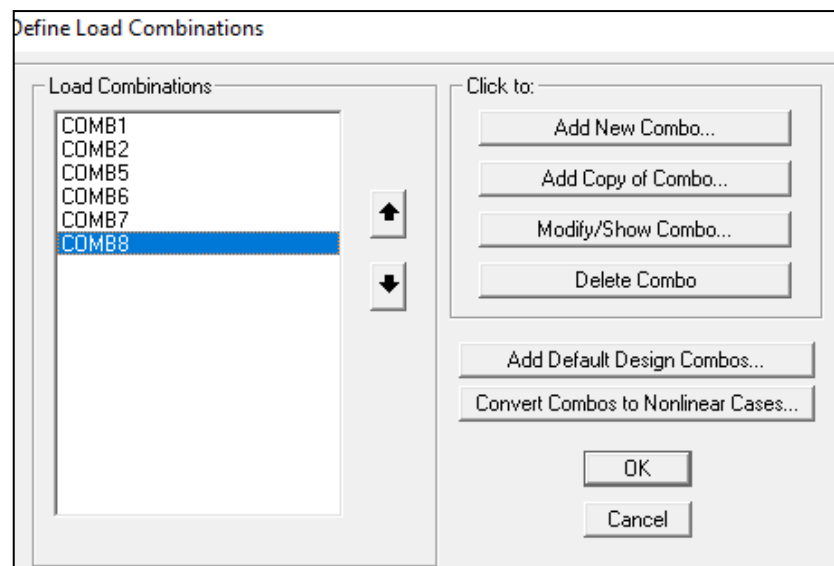 Define Load Combinations
Load Combinations
COMB1
COMB2
COMB5
COMB6
COMB7
COMB8
Click to:
Add New Combo...
Add Copy of Combo...
Modify/Show Combo...
Delete Combo
Add Default Design Combos...
Convert Combos to Nonlinear Cases...
OK
Cancel